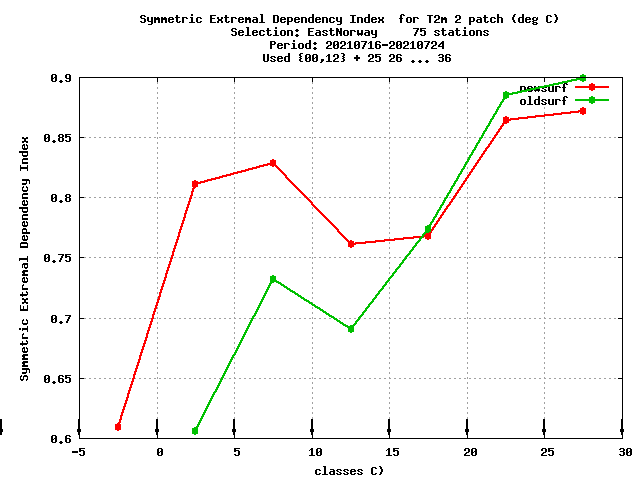 Symmetric Extremal Dependency Index  for T2m 2 patch (deg C)
Selection: EastNorway     75 stations
Period: 20210716-20210724
Used {00,12} + 25 26 ... 36
newsurf
oldsurf
Symmetric Extremal Dependency Index
0.9
0.85
0.8
0.75
0.7
0.65
0.6
-5 0 5 10 15 20 25 30
classes C)